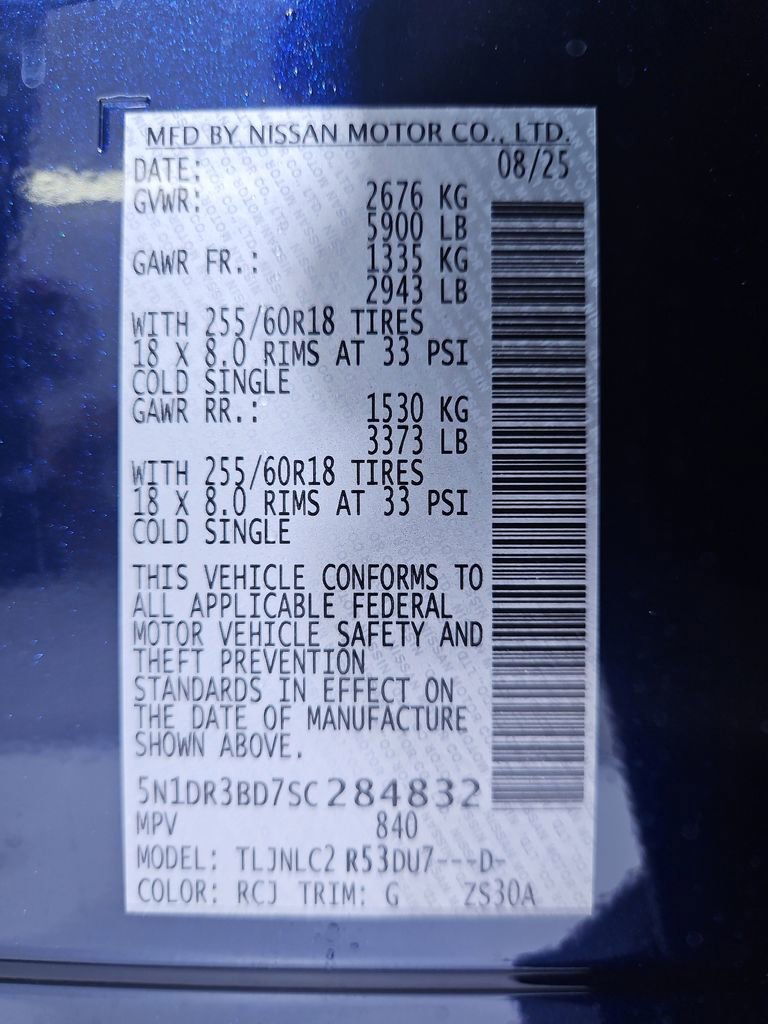 MFD BY NISSAN MOTOR CO., LTD.
DATE: 08/25
GVWR: 2676 KG
5900 LB
GAWR FR.: 1335 KG
2943 LB
WITH 255/60R18 TIRES
18 X 8.0 RIMS AT 33 PSI
COLD SINGLE
GAWR RR.: 1530 KG
3373 LB
WITH 255/60R18 TIRES
18 X 8.0 RIMS AT 33 PSI
COLD SINGLE
THIS VEHICLE CONFORMS TO
ALL APPLICABLE FEDERAL
MOTOR VEHICLE SAFETY AND
THEFT PREVENTION
STANDARDS IN EFFECT ON
THE DATE OF MANUFACTURE
SHOWN ABOVE.
5N1DR3BD7SC284832
MPV 840
MODEL: TLJNLC2 R53DU7---D-
COLOR: RCJ TRIM: G ZS30A